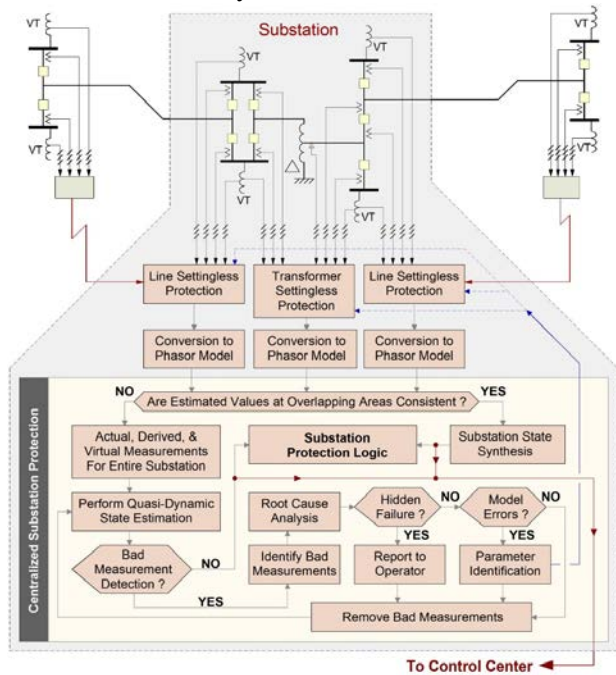 VT
VT
Substation
VT
VT
VT
VT
VT
VT
Line Settingless
Protection
Transformer
Settingless
Protection
Line Settingless
Protection
Conversion to
Phasor Model
Conversion to
Phasor Model
Conversion to
Phasor Model
Centralized Substation Protection
NO
Are Estimated Values at Overlapping Areas Consistent ?
YES
Actual, Derived, &
Virtual Measurements
For Entire Substation
Substation
Protection Logic
Substation State
Synthesis
Perform Quasi-Dynamic
State Estimation
Root Cause
Analysis
Hidden
Failure ?
NO
Model
Errors ?
NO
Bad
Measurement
Detection ?
NO
YES
Identify Bad
Measurements
YES
Report to
Operator
YES
Parameter
Identification
Remove Bad Measurements
To Control Center